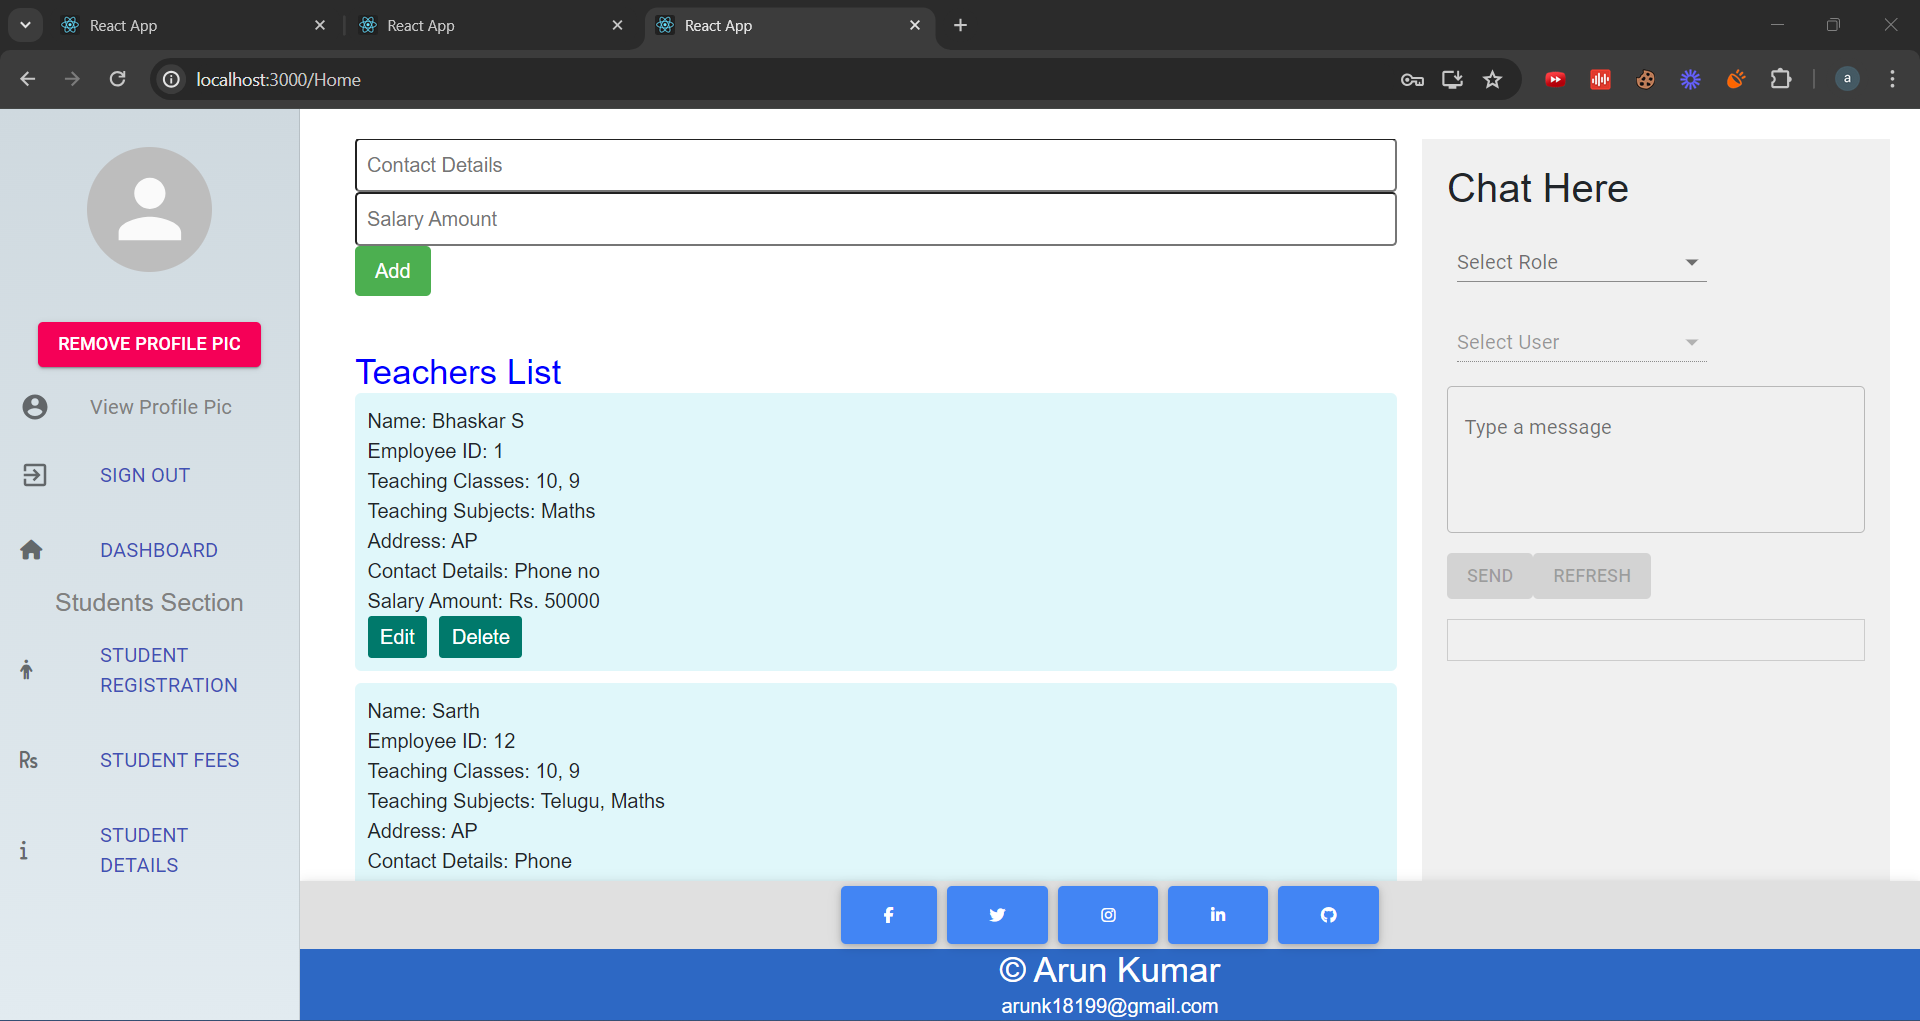 React App
React App
React App
localhost:3000/Home
a
REMOVE PROFILE PIC
View Profile Pic
SIGN OUT
DASHBOARD
Students Section
STUDENT
REGISTRATION
Rs
STUDENT FEES
STUDENT
DETAILS
Contact Details
Salary Amount
Add
Teachers List
Name: Bhaskar S
Employee ID: 1
Teaching Classes: 10, 9
Teaching Subjects: Maths
Address: AP
Contact Details: Phone no
Salary Amount: Rs. 50000
Edit Delete
Name: Sarth
Employee ID: 12
Teaching Classes: 10, 9
Teaching Subjects: Telugu, Maths
Address: AP
Contact Details: Phone
Chat Here
Select Role
Select User
Type a message
SEND REFRESH
© Arun Kumar
arunk18199@gmail.com